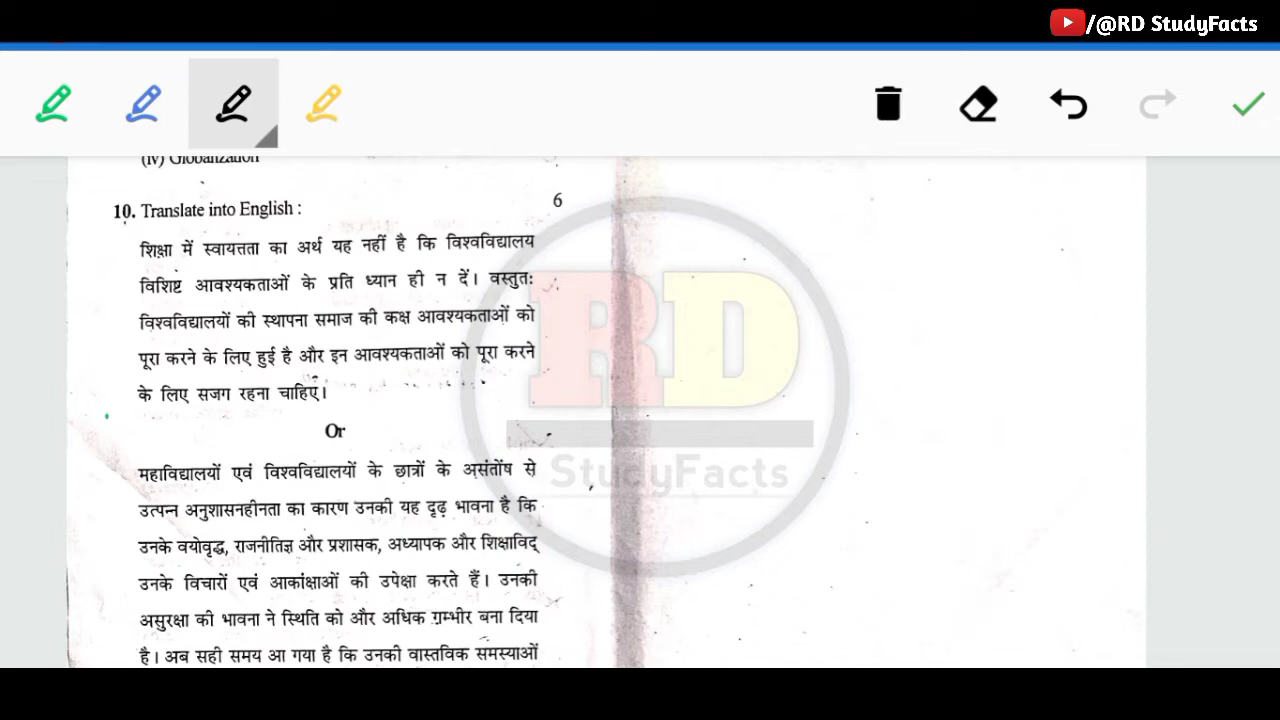 /@RD StudyFacts
(iv) Globalization
10. Translate into English : 6
शिक्षा में स्वायत्तता का अर्थ यह नहीं है कि विश्वविद्यालय
विशिष्ट आवश्यकताओं के प्रति ध्यान ही न दें। वस्तुतः
विश्वविद्यालयों की स्थापना समाज की कक्ष आवश्यकताओं को
पूरा करने के लिए हुई है और इन आवश्यकताओं को पूरा करने
के लिए सजग रहना चाहिए।
Or
महाविद्यालयों एवं विश्वविद्यालयों के छात्रों के असंतोंष से
उत्पन्न अनुशासनहीनता का कारण उनकी यह दृढ़ भावना है कि
उनके वयोवृद्ध, राजनीतिज्ञ और प्रशासक, अध्यापक और शिक्षाविद्
उनके विचारों एवं आकांक्षाओं की उपेक्षा करते हैं। उनकी
असुरक्षा की भावना ने स्थिति को और अधिक गम्भीर बना दिया
है। अब सही समय आ गया है कि उनकी वास्तविक समस्याओं
RD
StudyFacts